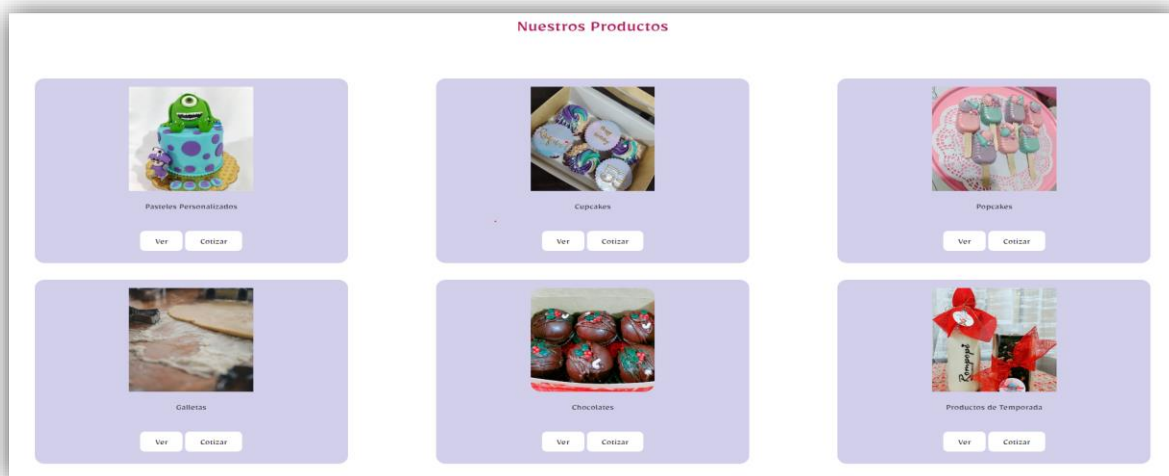 Nuestros Productos
Pasteles Personalizados
Cupcakes
Popcakes
Ver Cotizar
Ver Cotizar
Ver Cotizar
Rompope
Galletas
Chocolates
Productos de Temporada
Ver Cotizar
Ver Cotizar
Ver Cotizar